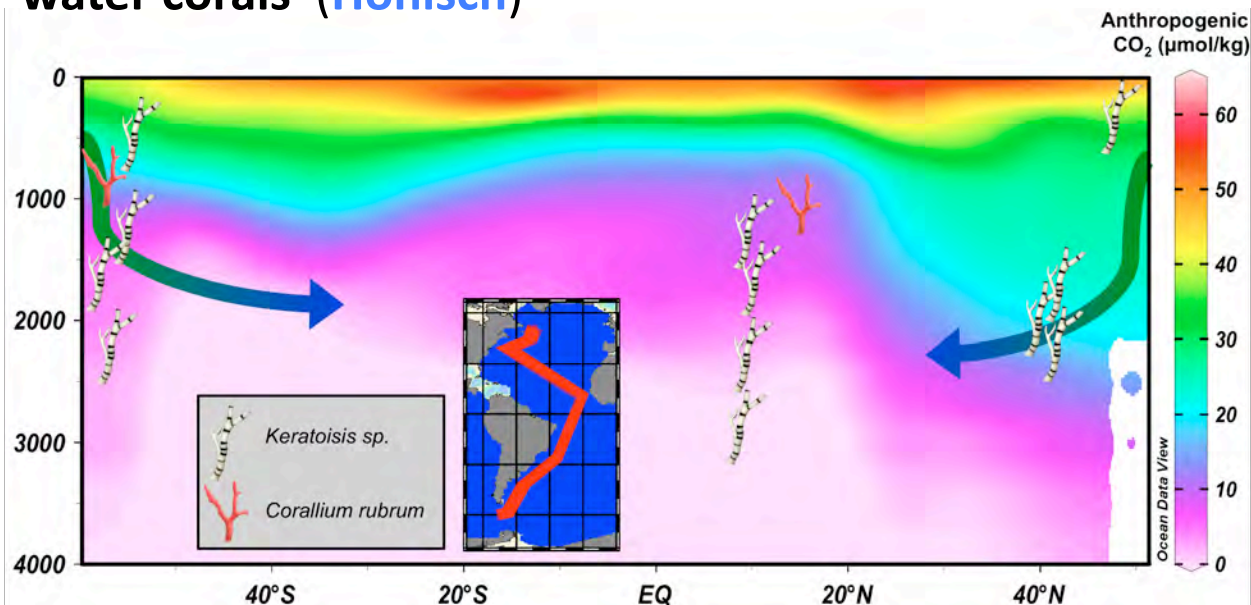 water corals (Hönisch)
Anthropogenic
CO₂ (µmol/kg)
0
1000
2000
3000
4000
60
50
40
30
20
10
0
Keratoisis sp.
Corallium rubrum
Ocean Data View
40°S 20°S EQ 20°N 40°N